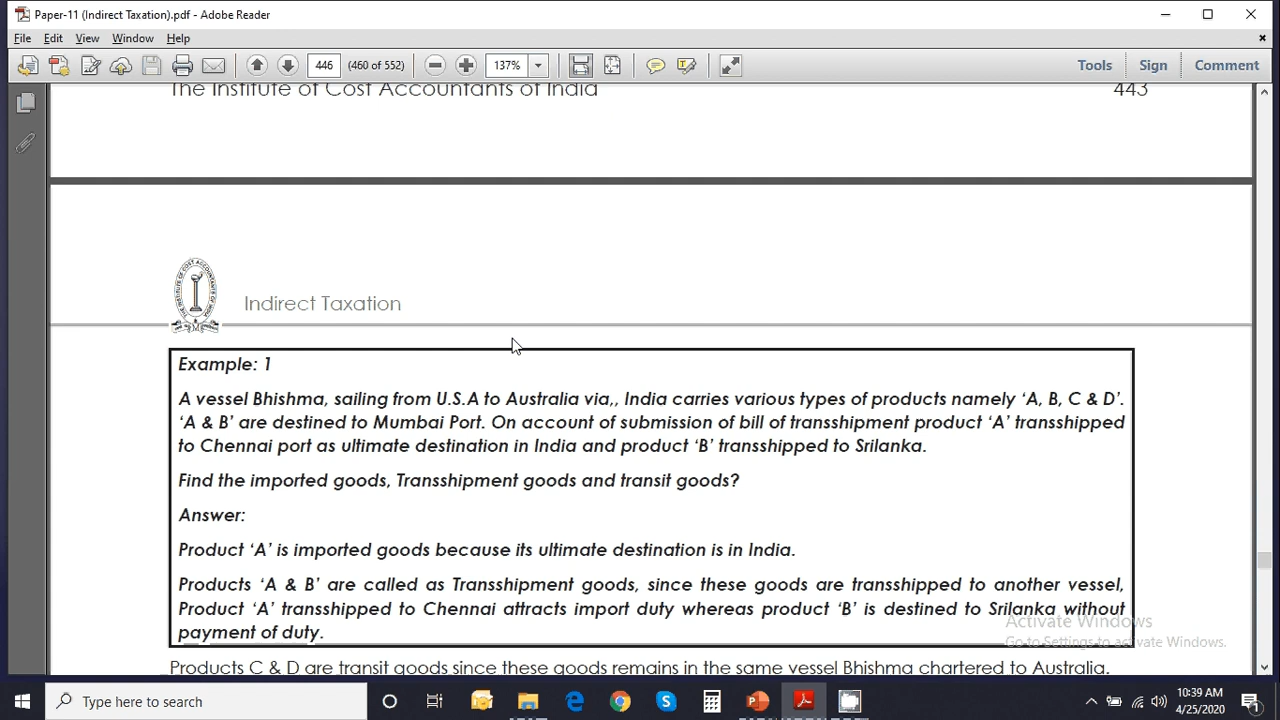 Paper-11 (Indirect Taxation).pdf - Adobe Reader
File Edit View Window Help
446 (460 of 552) 137% Tools Sign Comment
The Institute of Cost Accountants of India 443
Indirect Taxation
Example: 1
A vessel Bhishma, sailing from U.S.A to Australia via,, India carries various types of products namely ‘A, B, C & D’.
‘A & B’ are destined to Mumbai Port. On account of submission of bill of transshipment product ‘A’ transshipped
to Chennai port as ultimate destination in India and product ‘B’ transshipped to Srilanka.
Find the imported goods, Transshipment goods and transit goods?
Answer:
Product ‘A’ is imported goods because its ultimate destination is in India.
Products ‘A & B’ are called as Transshipment goods, since these goods are transshipped to another vessel,
Product ‘A’ transshipped to Chennai attracts import duty whereas product ‘B’ is destined to Srilanka without
payment of duty.
Activate Windows
Go to Settings to activate Windows.
Products C & D are transit goods since these goods remains in the same vessel Bhishma chartered to Australia.
Type here to search
10:39 AM
4/25/2020